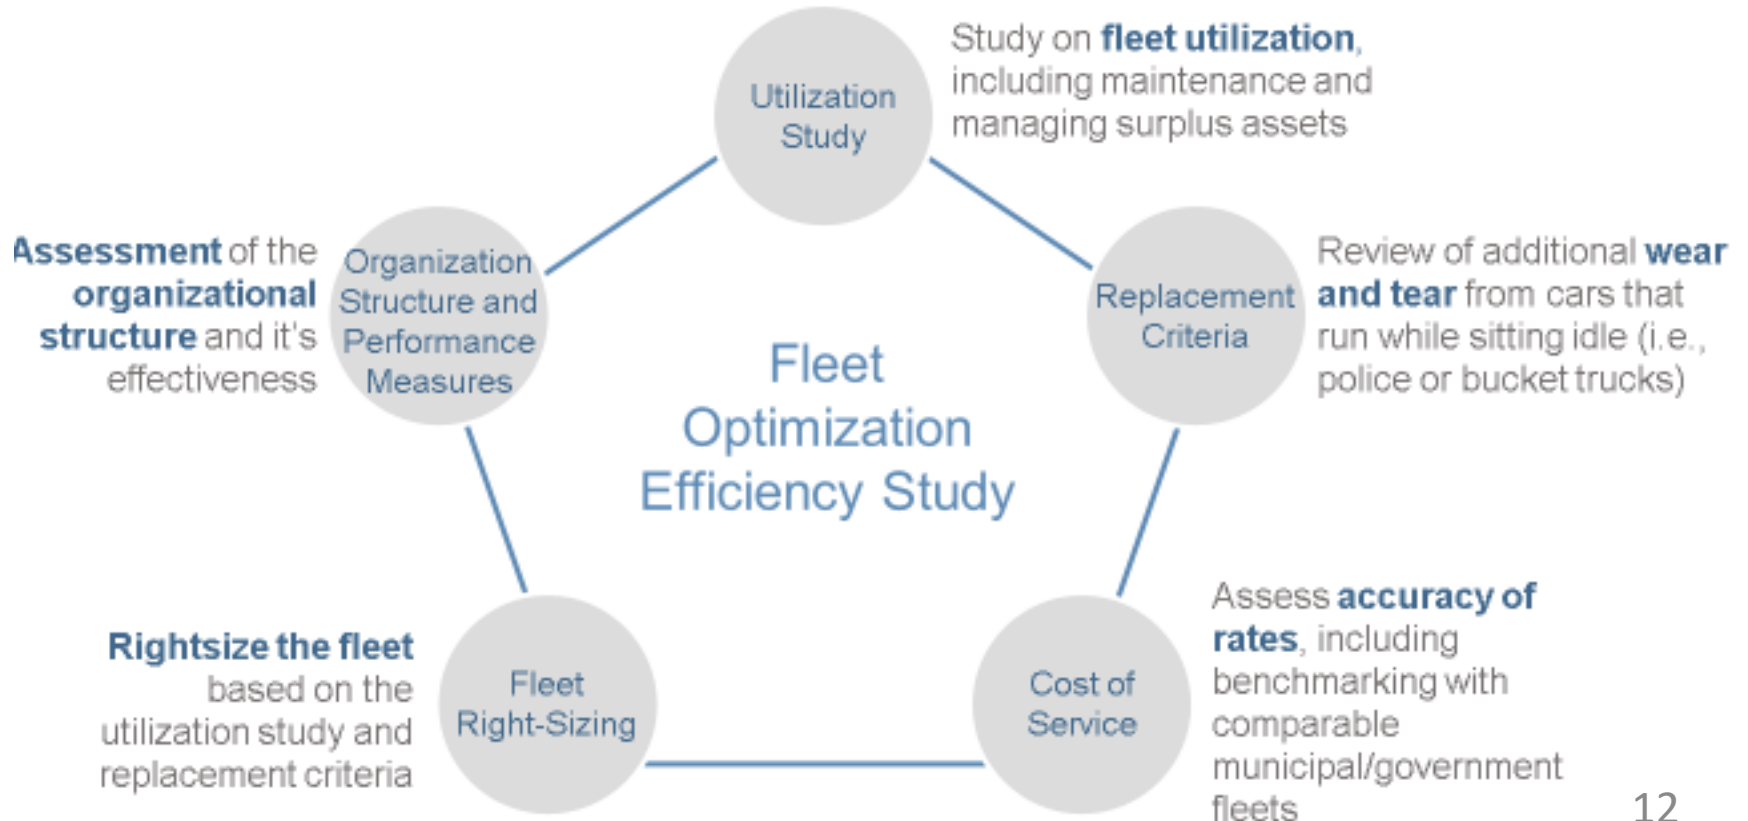 Utilization
Study
Study on fleet utilization,
including maintenance and
managing surplus assets
Replacement
Criteria
Review of additional wear
and tear from cars that
run while sitting idle (i.e.,
police or bucket trucks)
Cost of
Service
Assess accuracy of
rates, including
benchmarking with
comparable
municipal/government
fleets
Fleet
Right-Sizing
Rightsize the fleet
based on the
utilization study and
replacement criteria
Organization
Structure and
Performance
Measures
Assessment of the
organizational
structure and it's
effectiveness
Fleet
Optimization
Efficiency Study
12